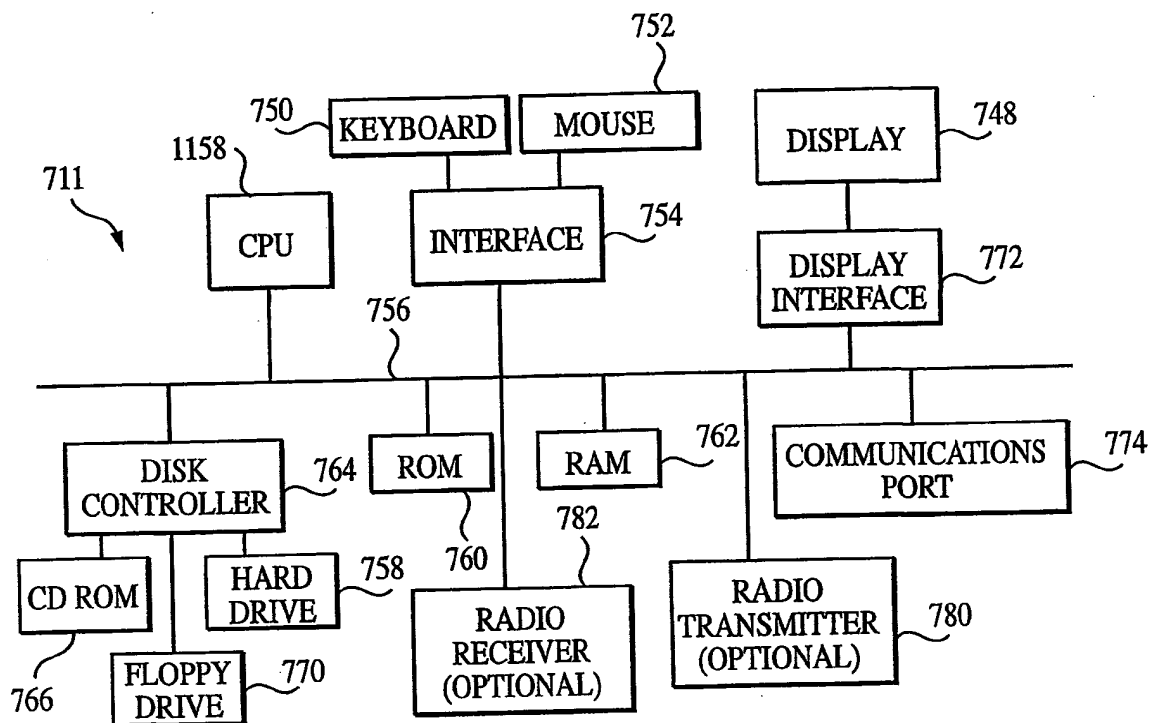 752
750
KEYBOARD
MOUSE
DISPLAY
748
1158
711
CPU
INTERFACE
754
DISPLAY
INTERFACE
772
756
DISK
CONTROLLER
764
ROM
760
RAM
762
COMMUNICATIONS
PORT
774
782
CD ROM
766
HARD
DRIVE
758
FLOPPY
DRIVE
770
RADIO
RECEIVER
(OPTIONAL)
RADIO
TRANSMITTER
(OPTIONAL)
780